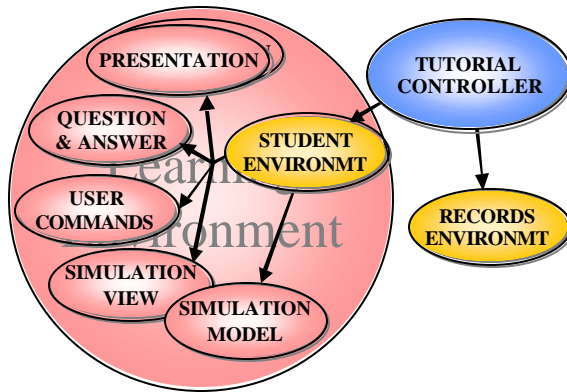 PRESENTATION
TUTORIAL
CONTROLLER
QUESTION
& ANSWER
STUDENT
ENVIRONMT
Learning
Environment
USER
COMMANDS
RECORDS
ENVIRONMT
SIMULATION
VIEW
SIMULATION
MODEL